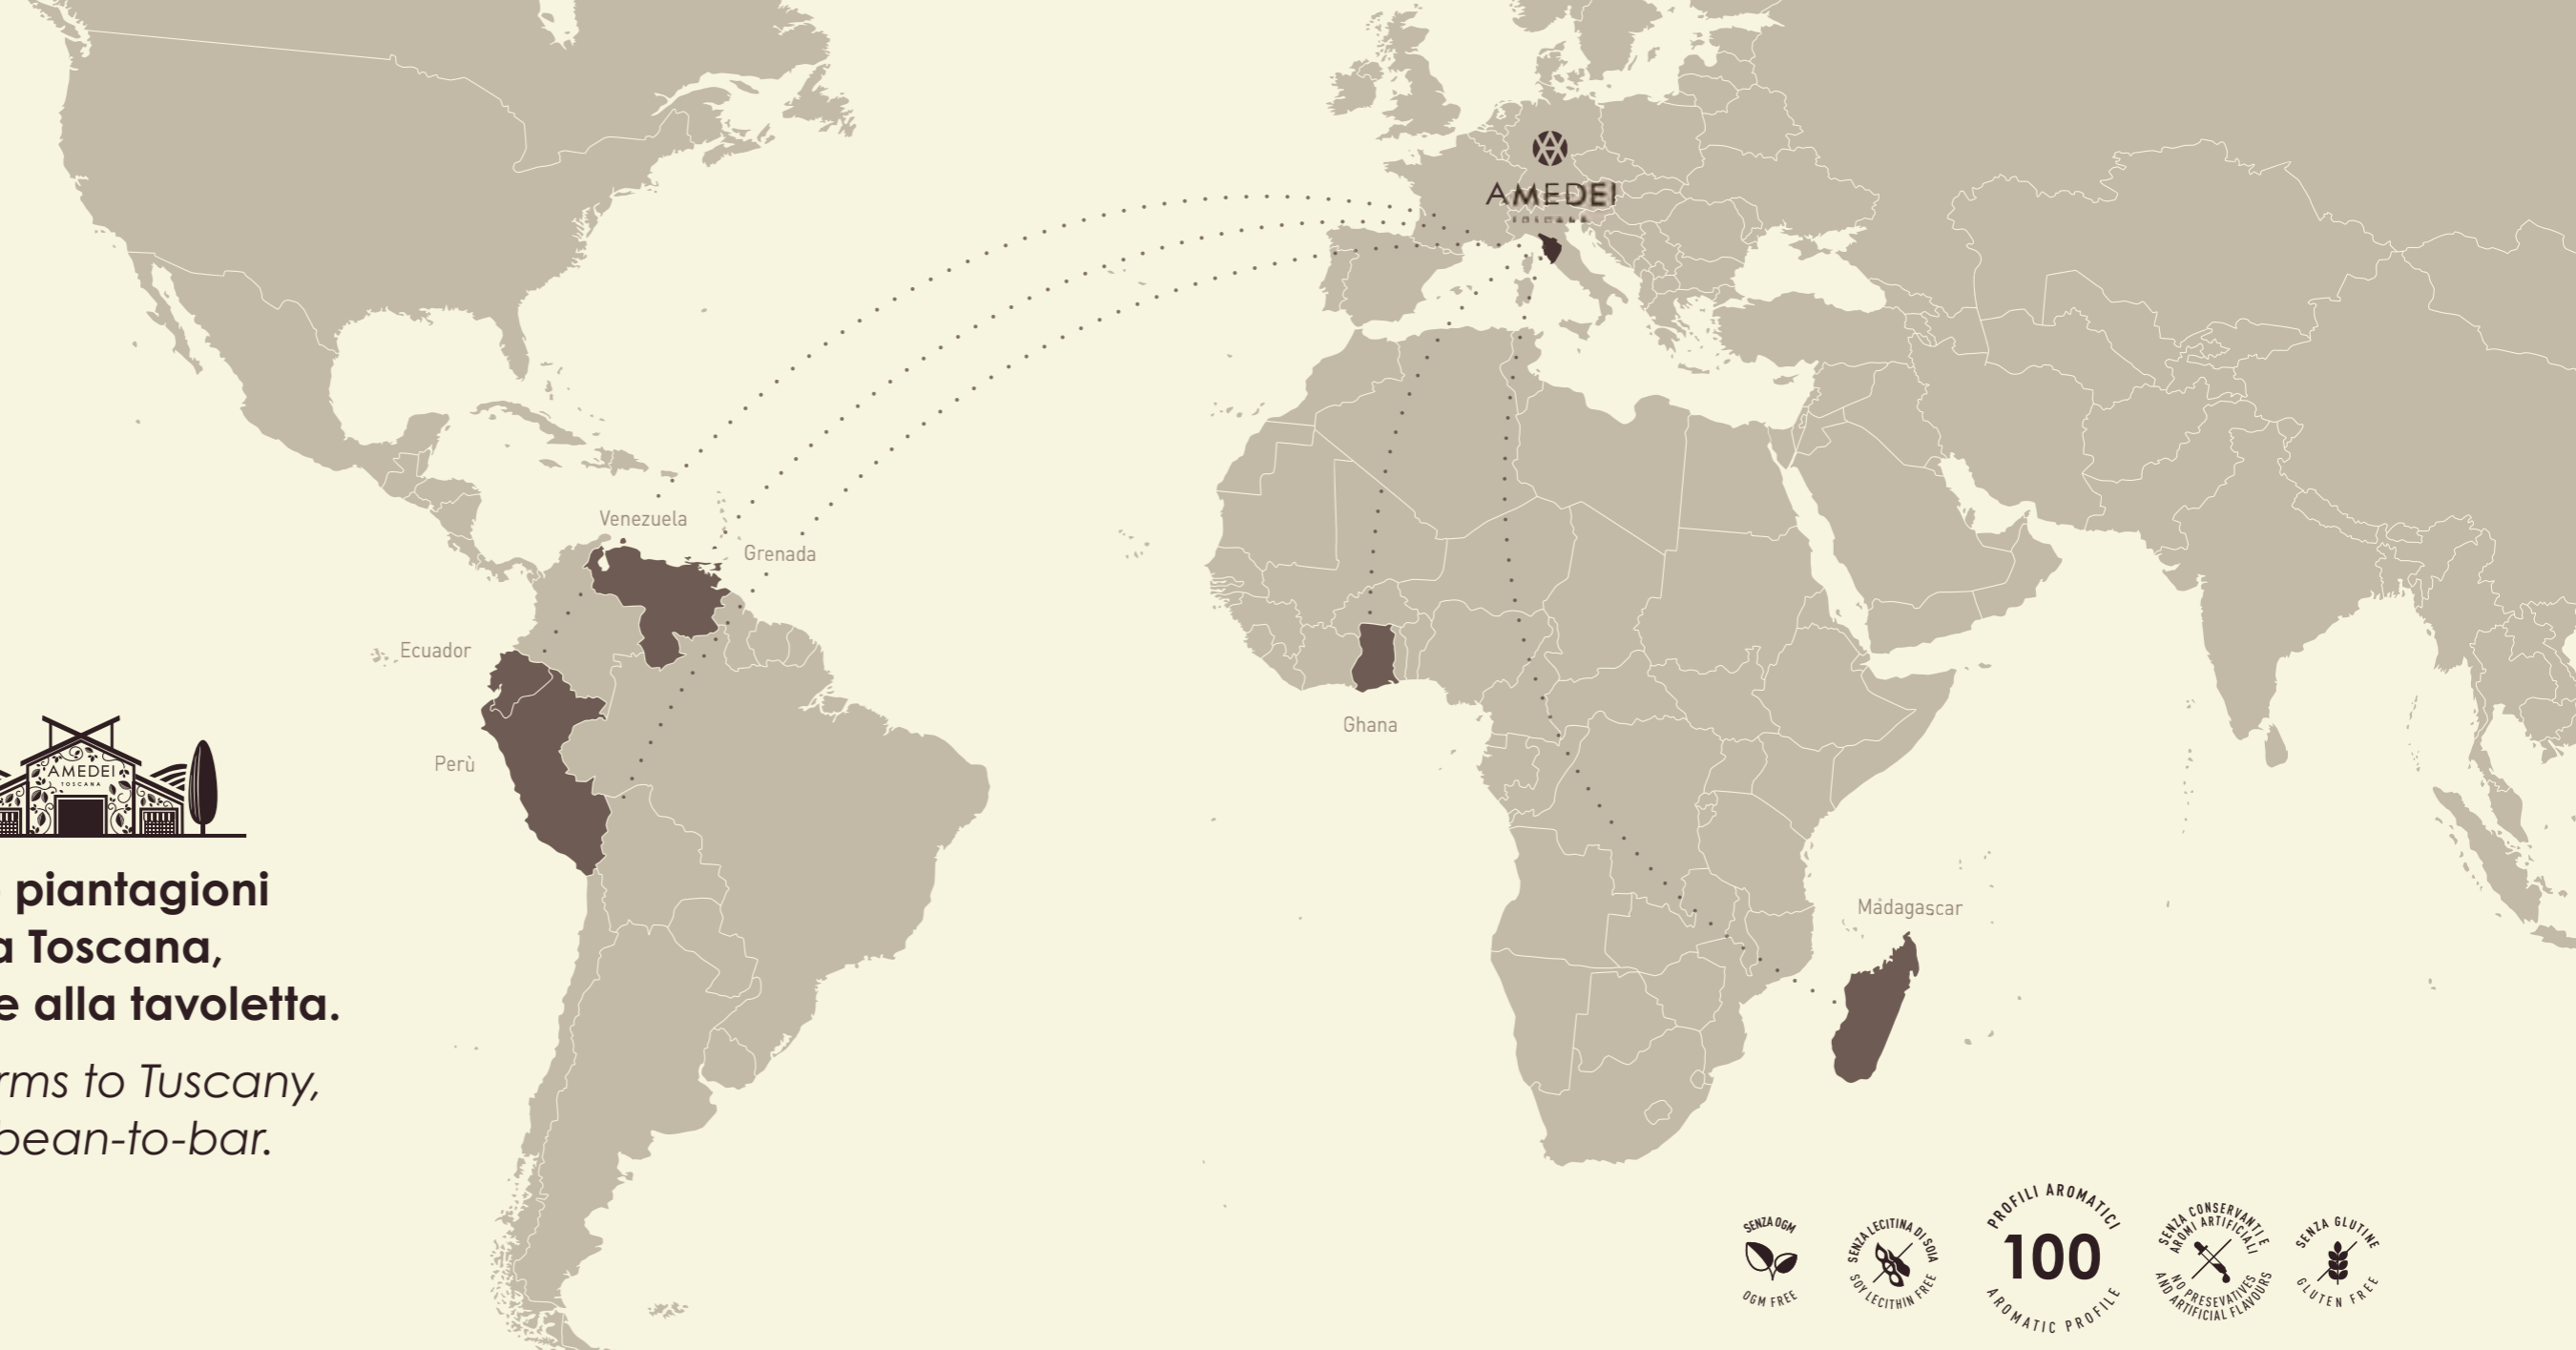 AMEDEI
TOSCANA
Venezuela
Grenada
Ecuador
Ghana
Perù
AMEDEI
TOSCANA
piantagioni
a Toscana,
e alla tavoletta.
rms to Tuscany,
bean-to-bar.
Madagascar
SENZA OGM
OGM FREE
SENZA LECITINA DI SOIA
SOY LECITHIN FREE
PROFILI AROMATICI
100
AROMATIC PROFILE
SENZA CONSERVANTI E
AROMI ARTIFICIALI
NO PRESEVATIVES
AND ARTIFICIAL FLAVOURS
SENZA GLUTINE
GLUTEN FREE